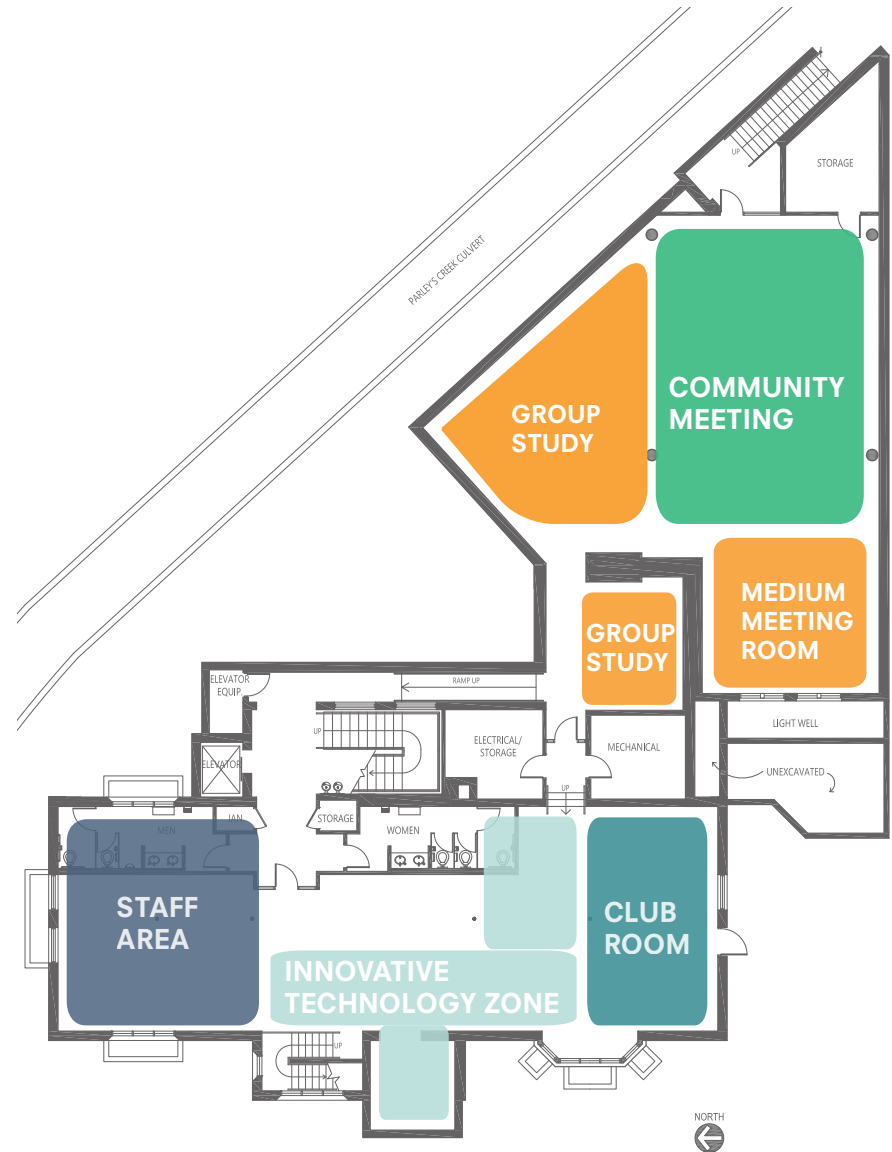 UP
STORAGE
PARLEY'S CREEK CULVERT
COMMUNITY
MEETING
GROUP
STUDY
MEDIUM
MEETING
ROOM
GROUP
STUDY
ELEVATOR
EQUIP.
RAMP UP
LIGHT WELL
UP
ELECTRICAL/
STORAGE
MECHANICAL
ELEVATOR
UNEXCAVATED
UP
MEN
JAN
STORAGE
WOMEN
STAFF
AREA
CLUB
ROOM
INNOVATIVE
TECHNOLOGY ZONE
UP
NORTH